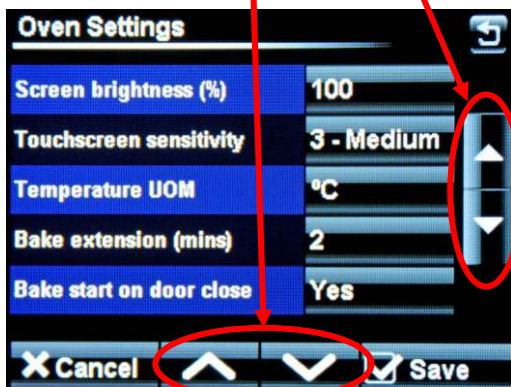 Oven Settings
Screen brightness (%) 100
Touchscreen sensitivity 3 - Medium
Temperature UOM ºC
Bake extension (mins) 2
Bake start on door close Yes
Cancel Save